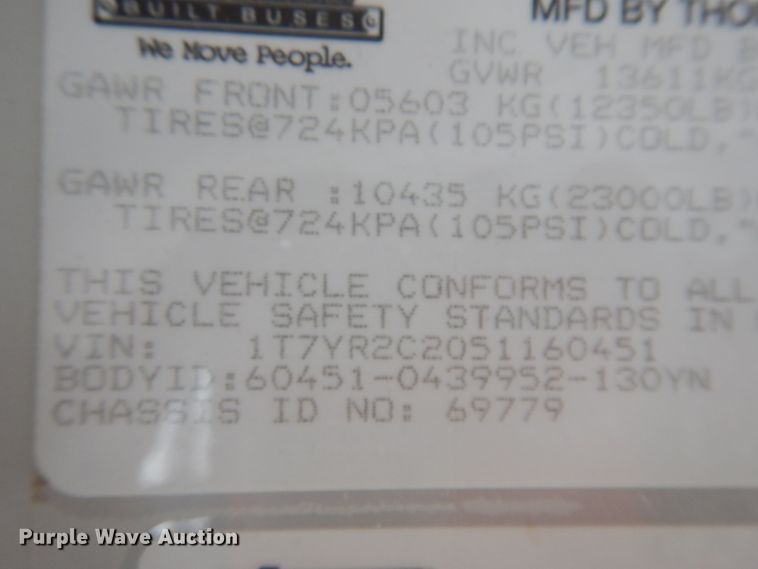 BUILT BUSES
We Move People.
MFD BY THO
INC VEH MFD
GVWR 13611KG
GAWR FRONT:05603 KG(12350LB)
TIRES@724KPA(105PSI)COLD,"
GAWR REAR :10435 KG(23000LB)
TIRES@724KPA(105PSI)COLD,"
THIS VEHICLE CONFORMS TO ALL
VEHICLE SAFETY STANDARDS IN
VIN: 1T7YR2C2051160451
BODYID:60451-0439952-130YN
CHASSIS ID NO: 69779
Purple Wave Auction